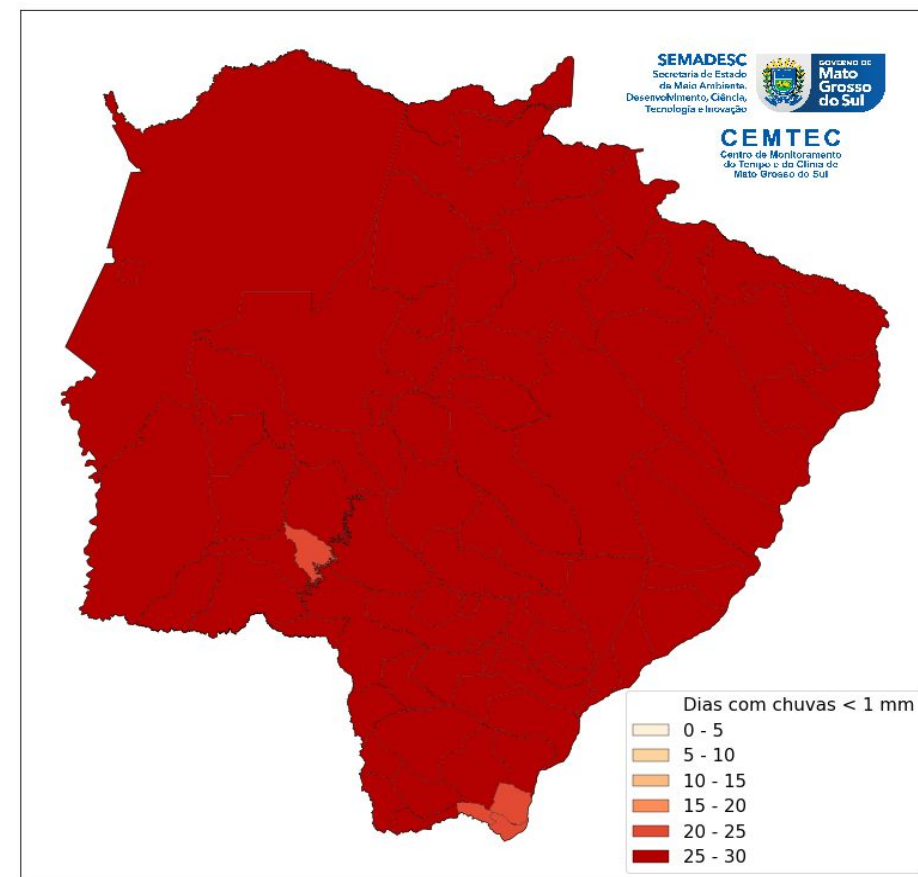 SEMADESC
Secretaria de Estado
de Meio Ambiente,
Desenvolvimento, Ciência,
Tecnologia e Inovação
GOVERNO DE
Mato
Grosso
do Sul
CEMTEC
Centro de Monitoramento
do Tempo e do Clima de
Mato Grosso do Sul
Dias com chuvas < 1 mm
0 - 5
5 - 10
10 - 15
15 - 20
20 - 25
25 - 30